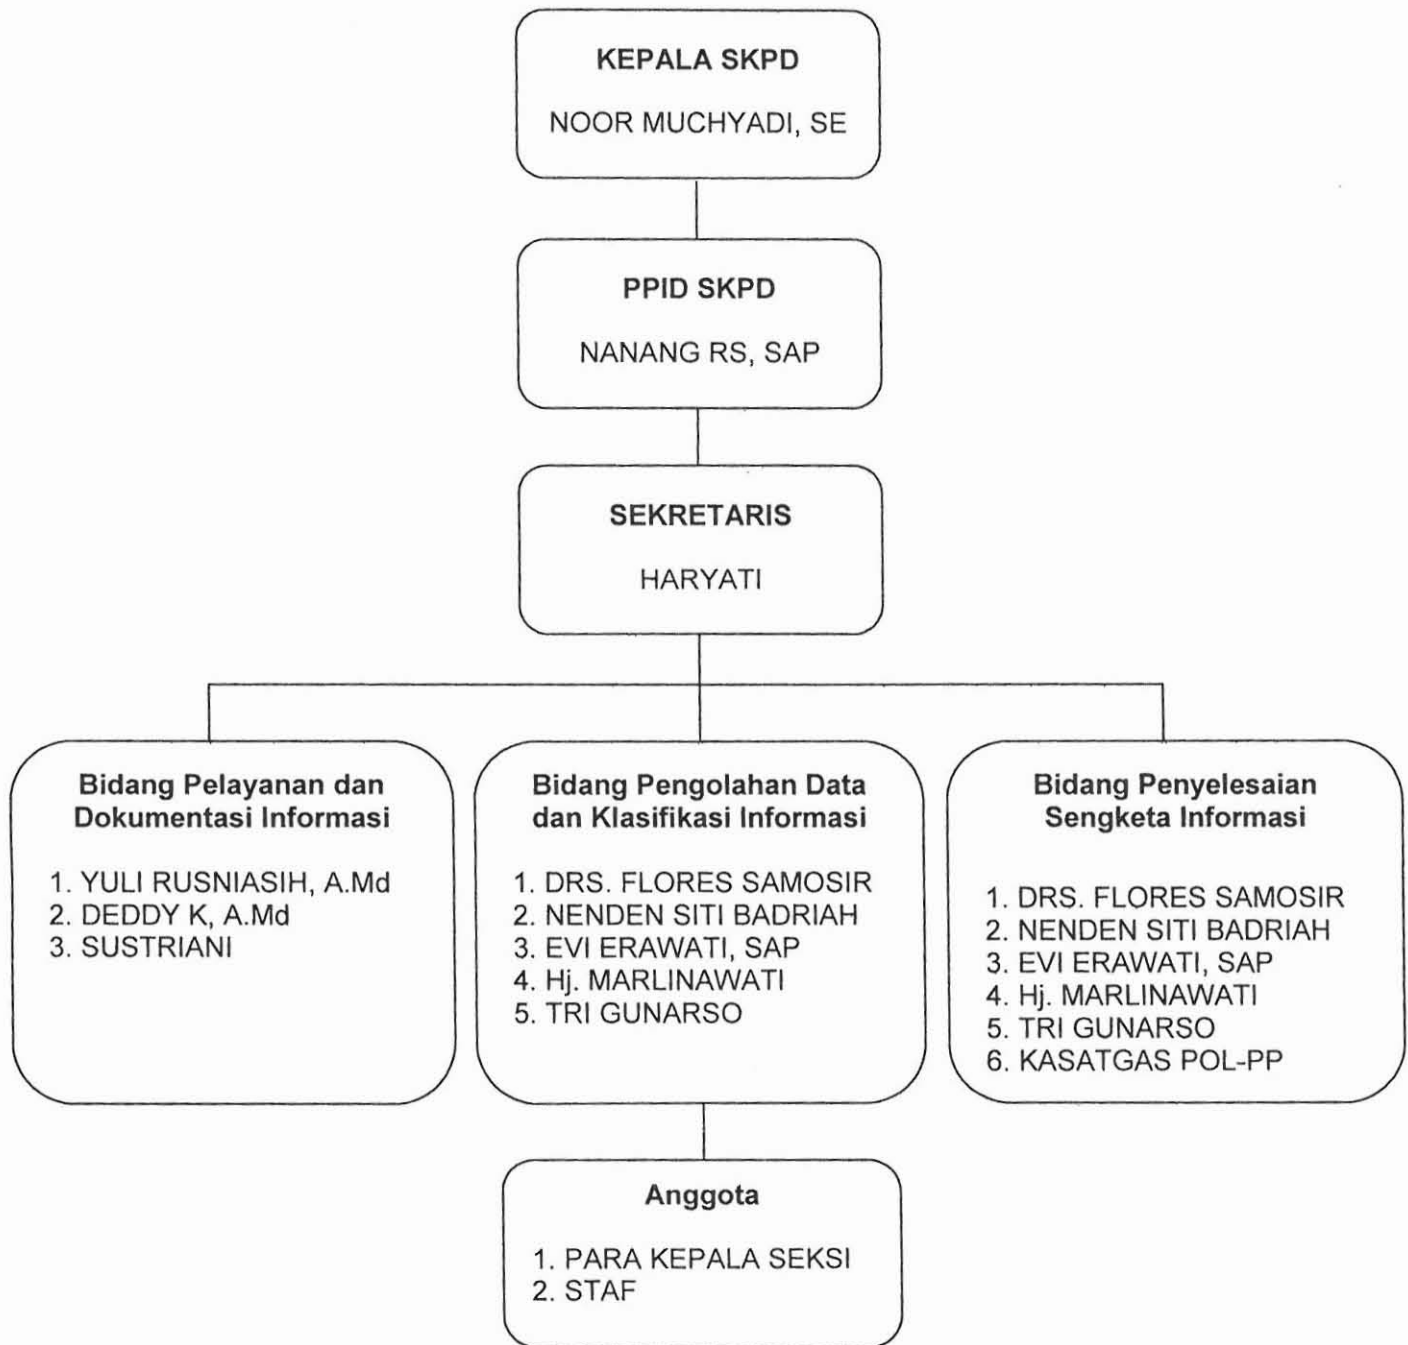 KEPALA SKPD
NOOR MUCHYADI, SE
PPID SKPD
NANANG RS, SAP
SEKRETARIS
HARYATI
Bidang Pelayanan dan
Dokumentasi Informasi
1. YULI RUSNIASIH, A.Md
2. DEDDY K, A.Md
3. SUSTRIANI
Bidang Pengolahan Data
dan Klasifikasi Informasi
1. DRS. FLORES SAMOSIR
2. NENDEN SITI BADRIAH
3. EVI ERAWATI, SAP
4. Hj. MARLINAWATI
5. TRI GUNARSO
Bidang Penyelesaian
Sengketa Informasi
1. DRS. FLORES SAMOSIR
2. NENDEN SITI BADRIAH
3. EVI ERAWATI, SAP
4. Hj. MARLINAWATI
5. TRI GUNARSO
6. KASATGAS POL-PP
Anggota
1. PARA KEPALA SEKSI
2. STAF